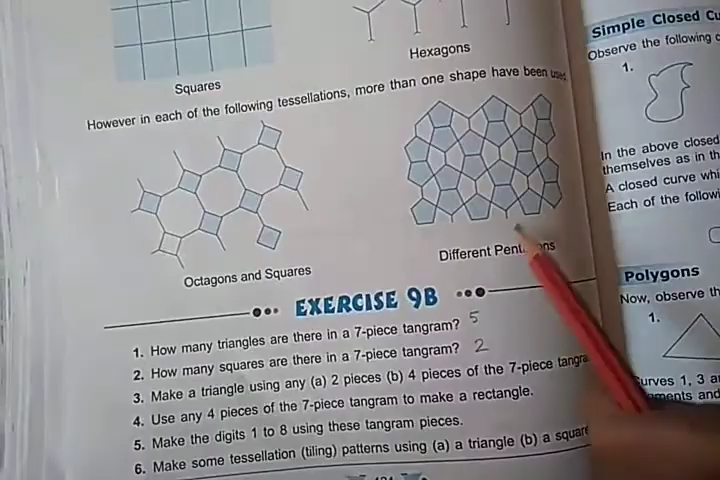 Squares
Hexagons
However in each of the following tessellations, more than one shape have been used
Octagons and Squares
Different
EXERCISE 9B
1. How many triangles are there in a 7-piece tangram? 5
2. How many squares are there in a 7-piece tangram? 2
3. Make a triangle using any (a) 2 pieces (b) 4 pieces of the 7-piece
4. Use any 4 pieces of the 7-piece tangram to make a rectangle.
5. Make the digits 1 to 8 using these tangram pieces.
6. Make some tessellation (tiling) patterns using (a) a triangle (b) a square
Simple Closed
Observe the following
1.
In the above closed
themselves as in
A closed curve
Each of the
Polygons
Now, observe
1.
1, 3